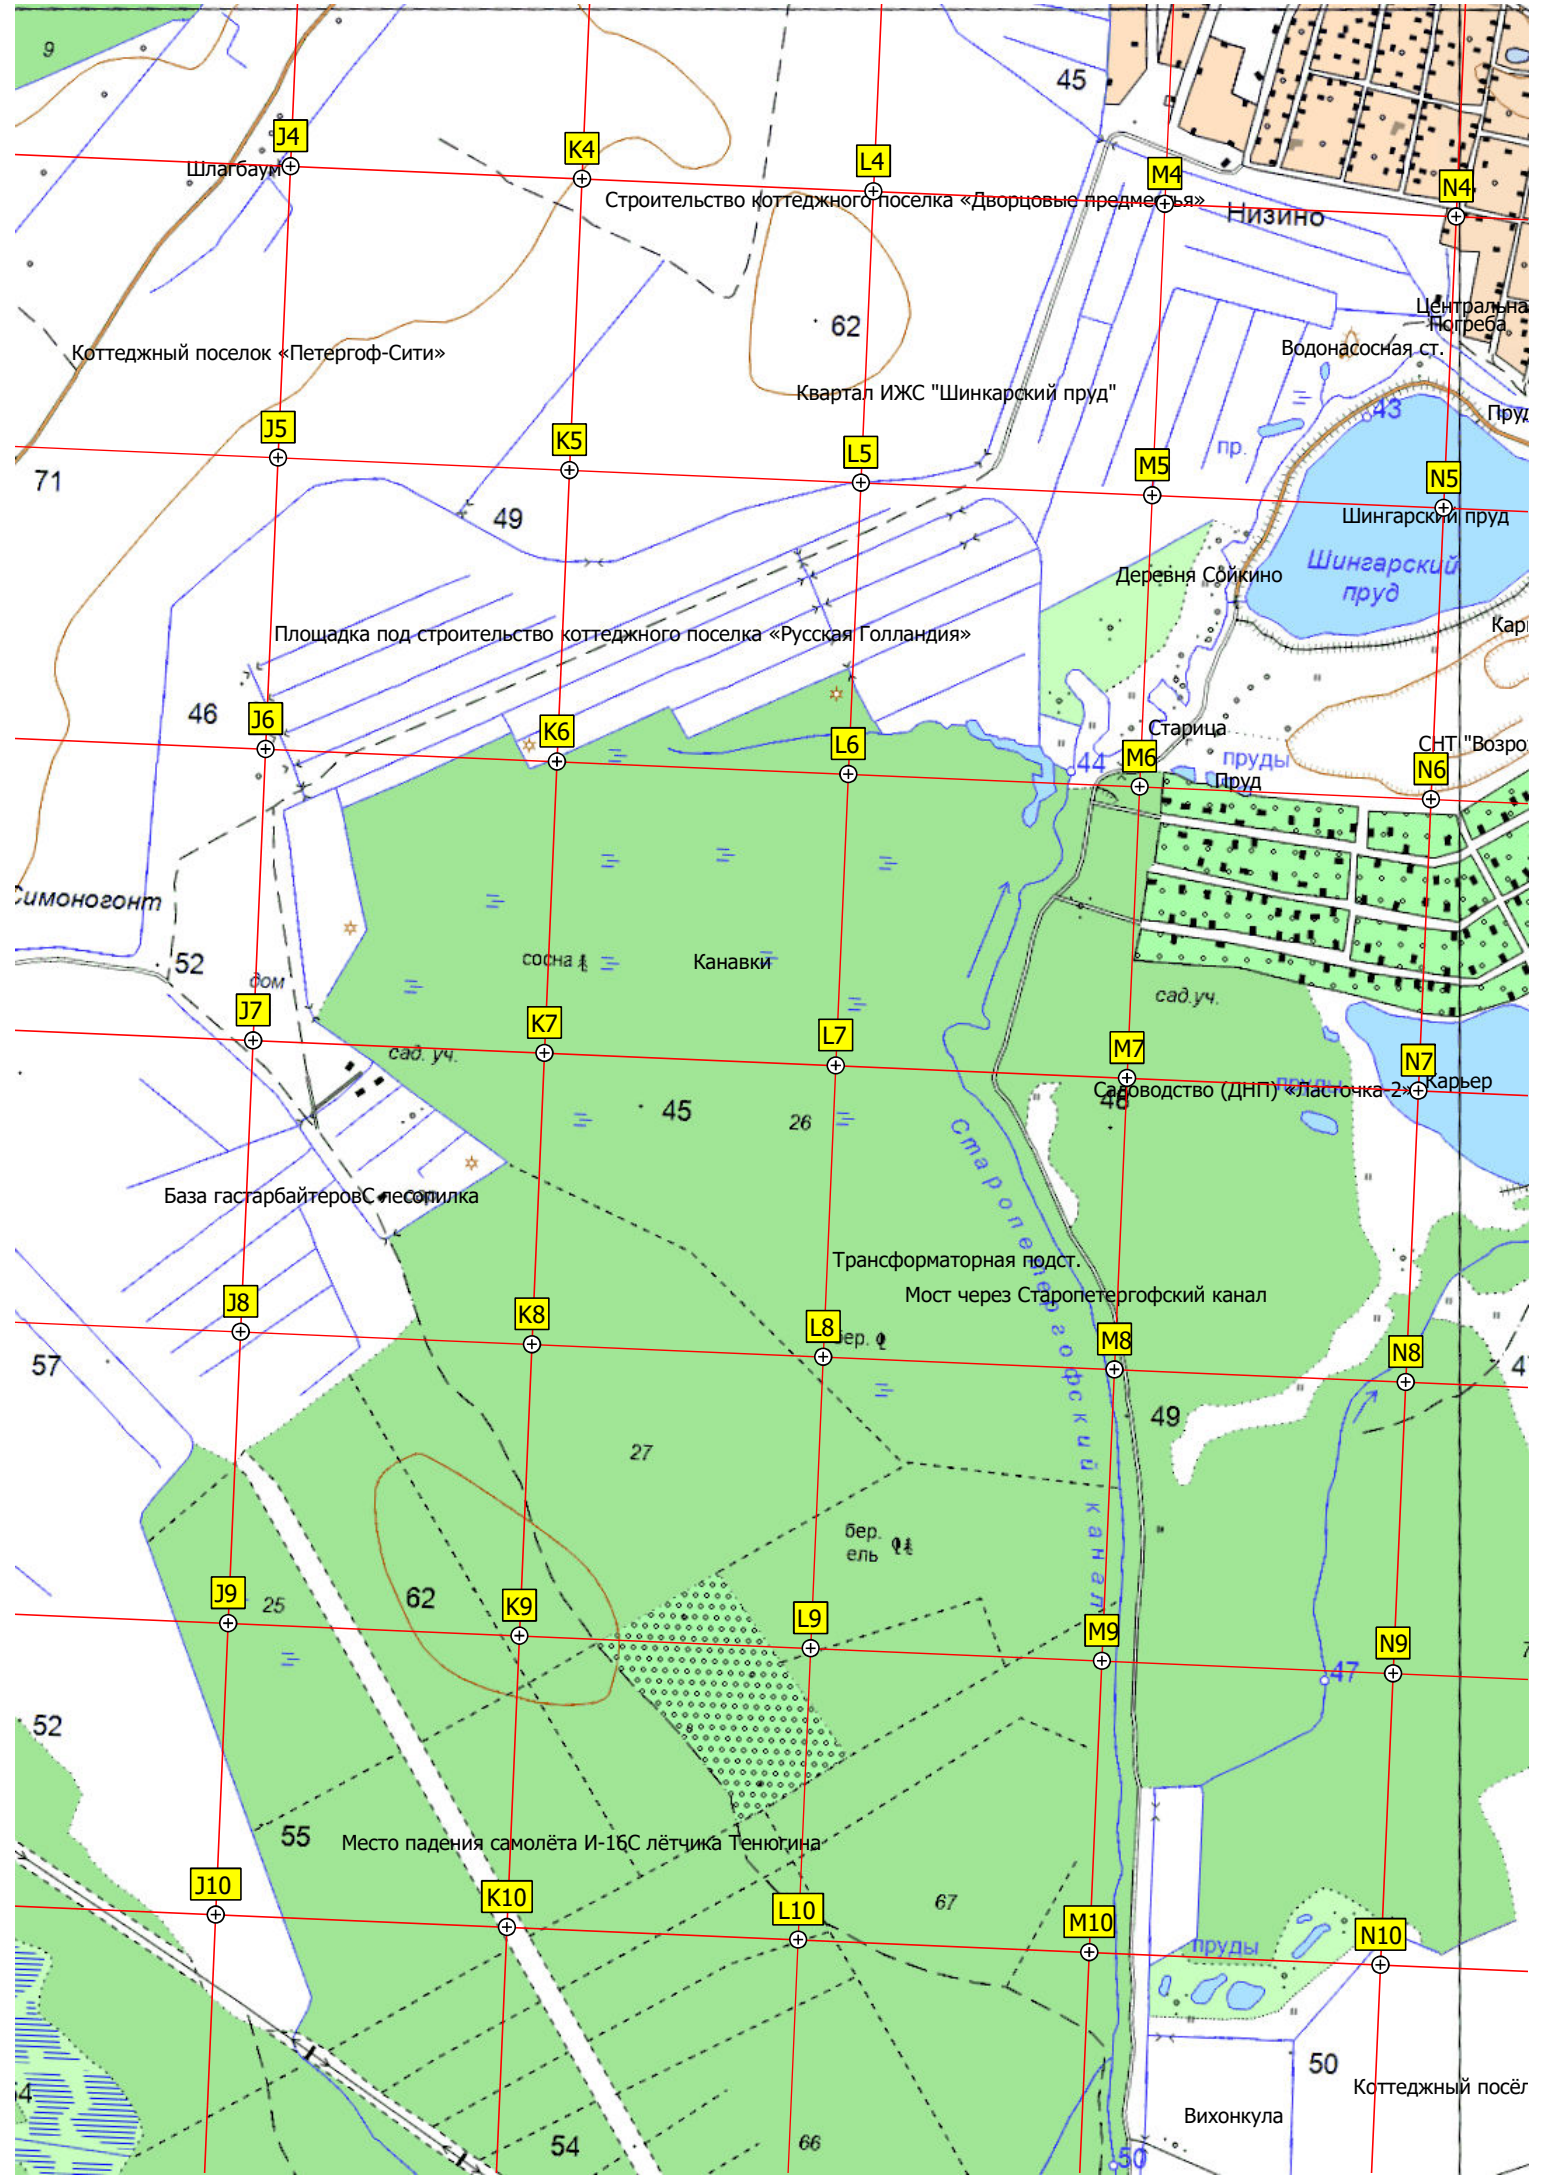 9
45
J4
K4
L4
M4
N4
Шлагбаум
Строительство коттеджного поселка «Дворцовые предместья»
Низино
62
Центральна
Погреба
Водонасосная ст.
Коттеджный поселок «Петергоф-Сити»
Квартал ИЖС "Шинкарский пруд"
43
Пруд
пр.
J5
K5
L5
M5
N5
71
49
Шингарский пруд
Шингарский
пруд
Деревня Сойкино
Площадка под строительство коттеджного поселка «Русская Голландия»
Кар
46
J6
K6
L6
M6
N6
Старица
СНТ "Возро
44
пруды
Пруд
Симоногонт
52
дом
сосна
Канавки
сад.уч.
J7
K7
L7
M7
N7
сад. уч.
Садоводство (ДНП) «Ласточка-2»
пруды
Карьер
46
45
26
База гастарбайтеровС лесопилка
Трансформаторная подст.
Мост через Старопетергофский канал
Старопетергофский канал
J8
K8
L8
M8
N8
бер.
57
47
49
27
бер.
ель
J9
K9
L9
M9
N9
25
62
47
7
52
55
Место падения самолёта И-16С лётчика Тенюгина
J10
K10
L10
M10
N10
67
пруды
50
Коттеджный посёл
Вихонкула
54
66
50